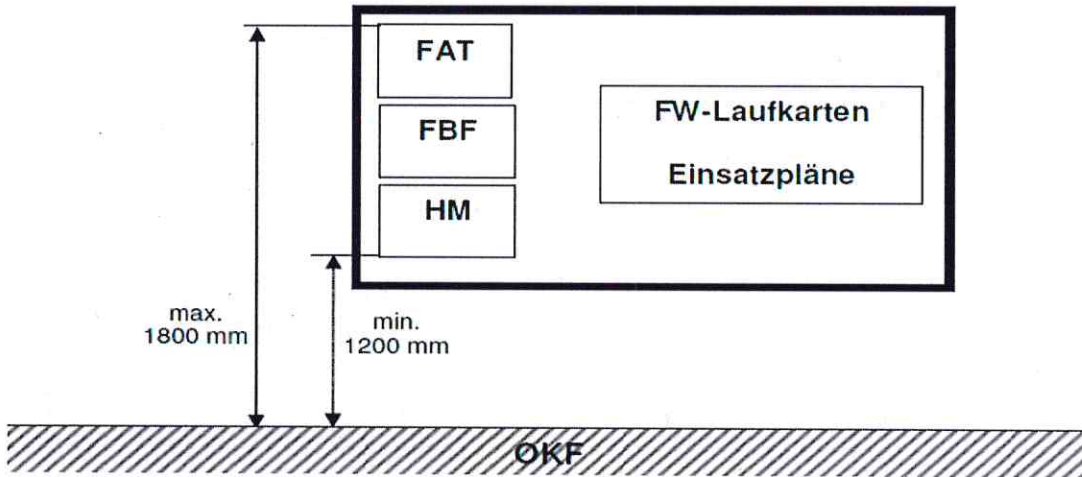 FAT
FBF
HM
FW-Laufkarten
Einsatzpläne
max.
1800 mm
min.
1200 mm
OKF